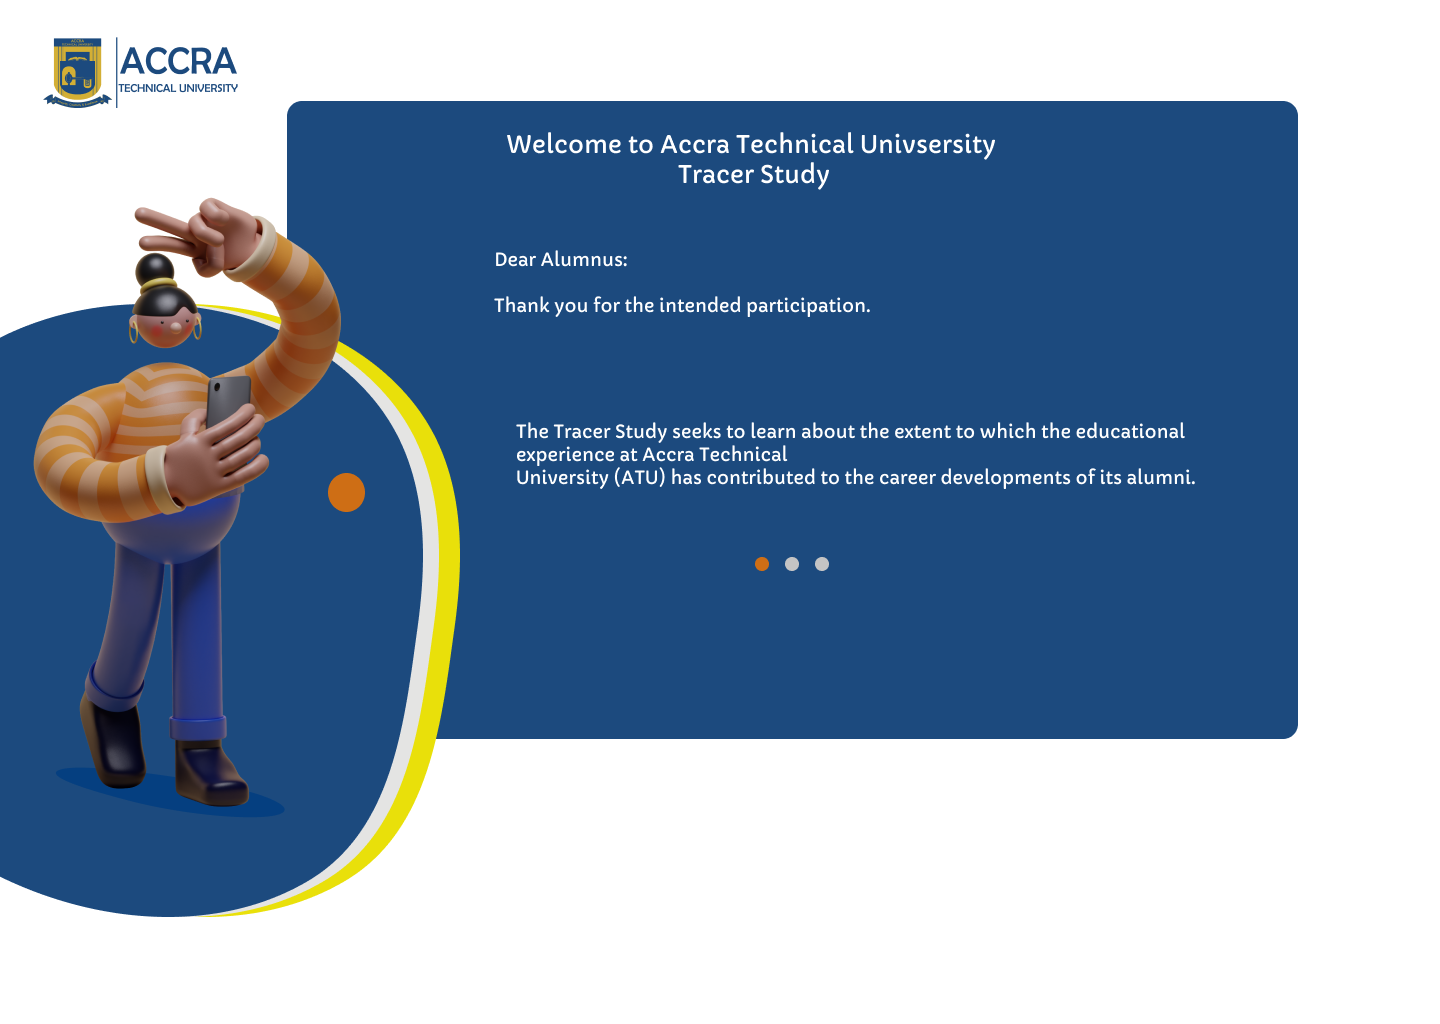 ACCRA
TECHNICAL UNIVERSITY
Welcome to Accra Technical Univsersity
Tracer Study
Dear Alumnus:
Thank you for the intended participation.
The Tracer Study seeks to learn about the extent to which the educational
experience at Accra Technical
University (ATU) has contributed to the career developments of its alumni.